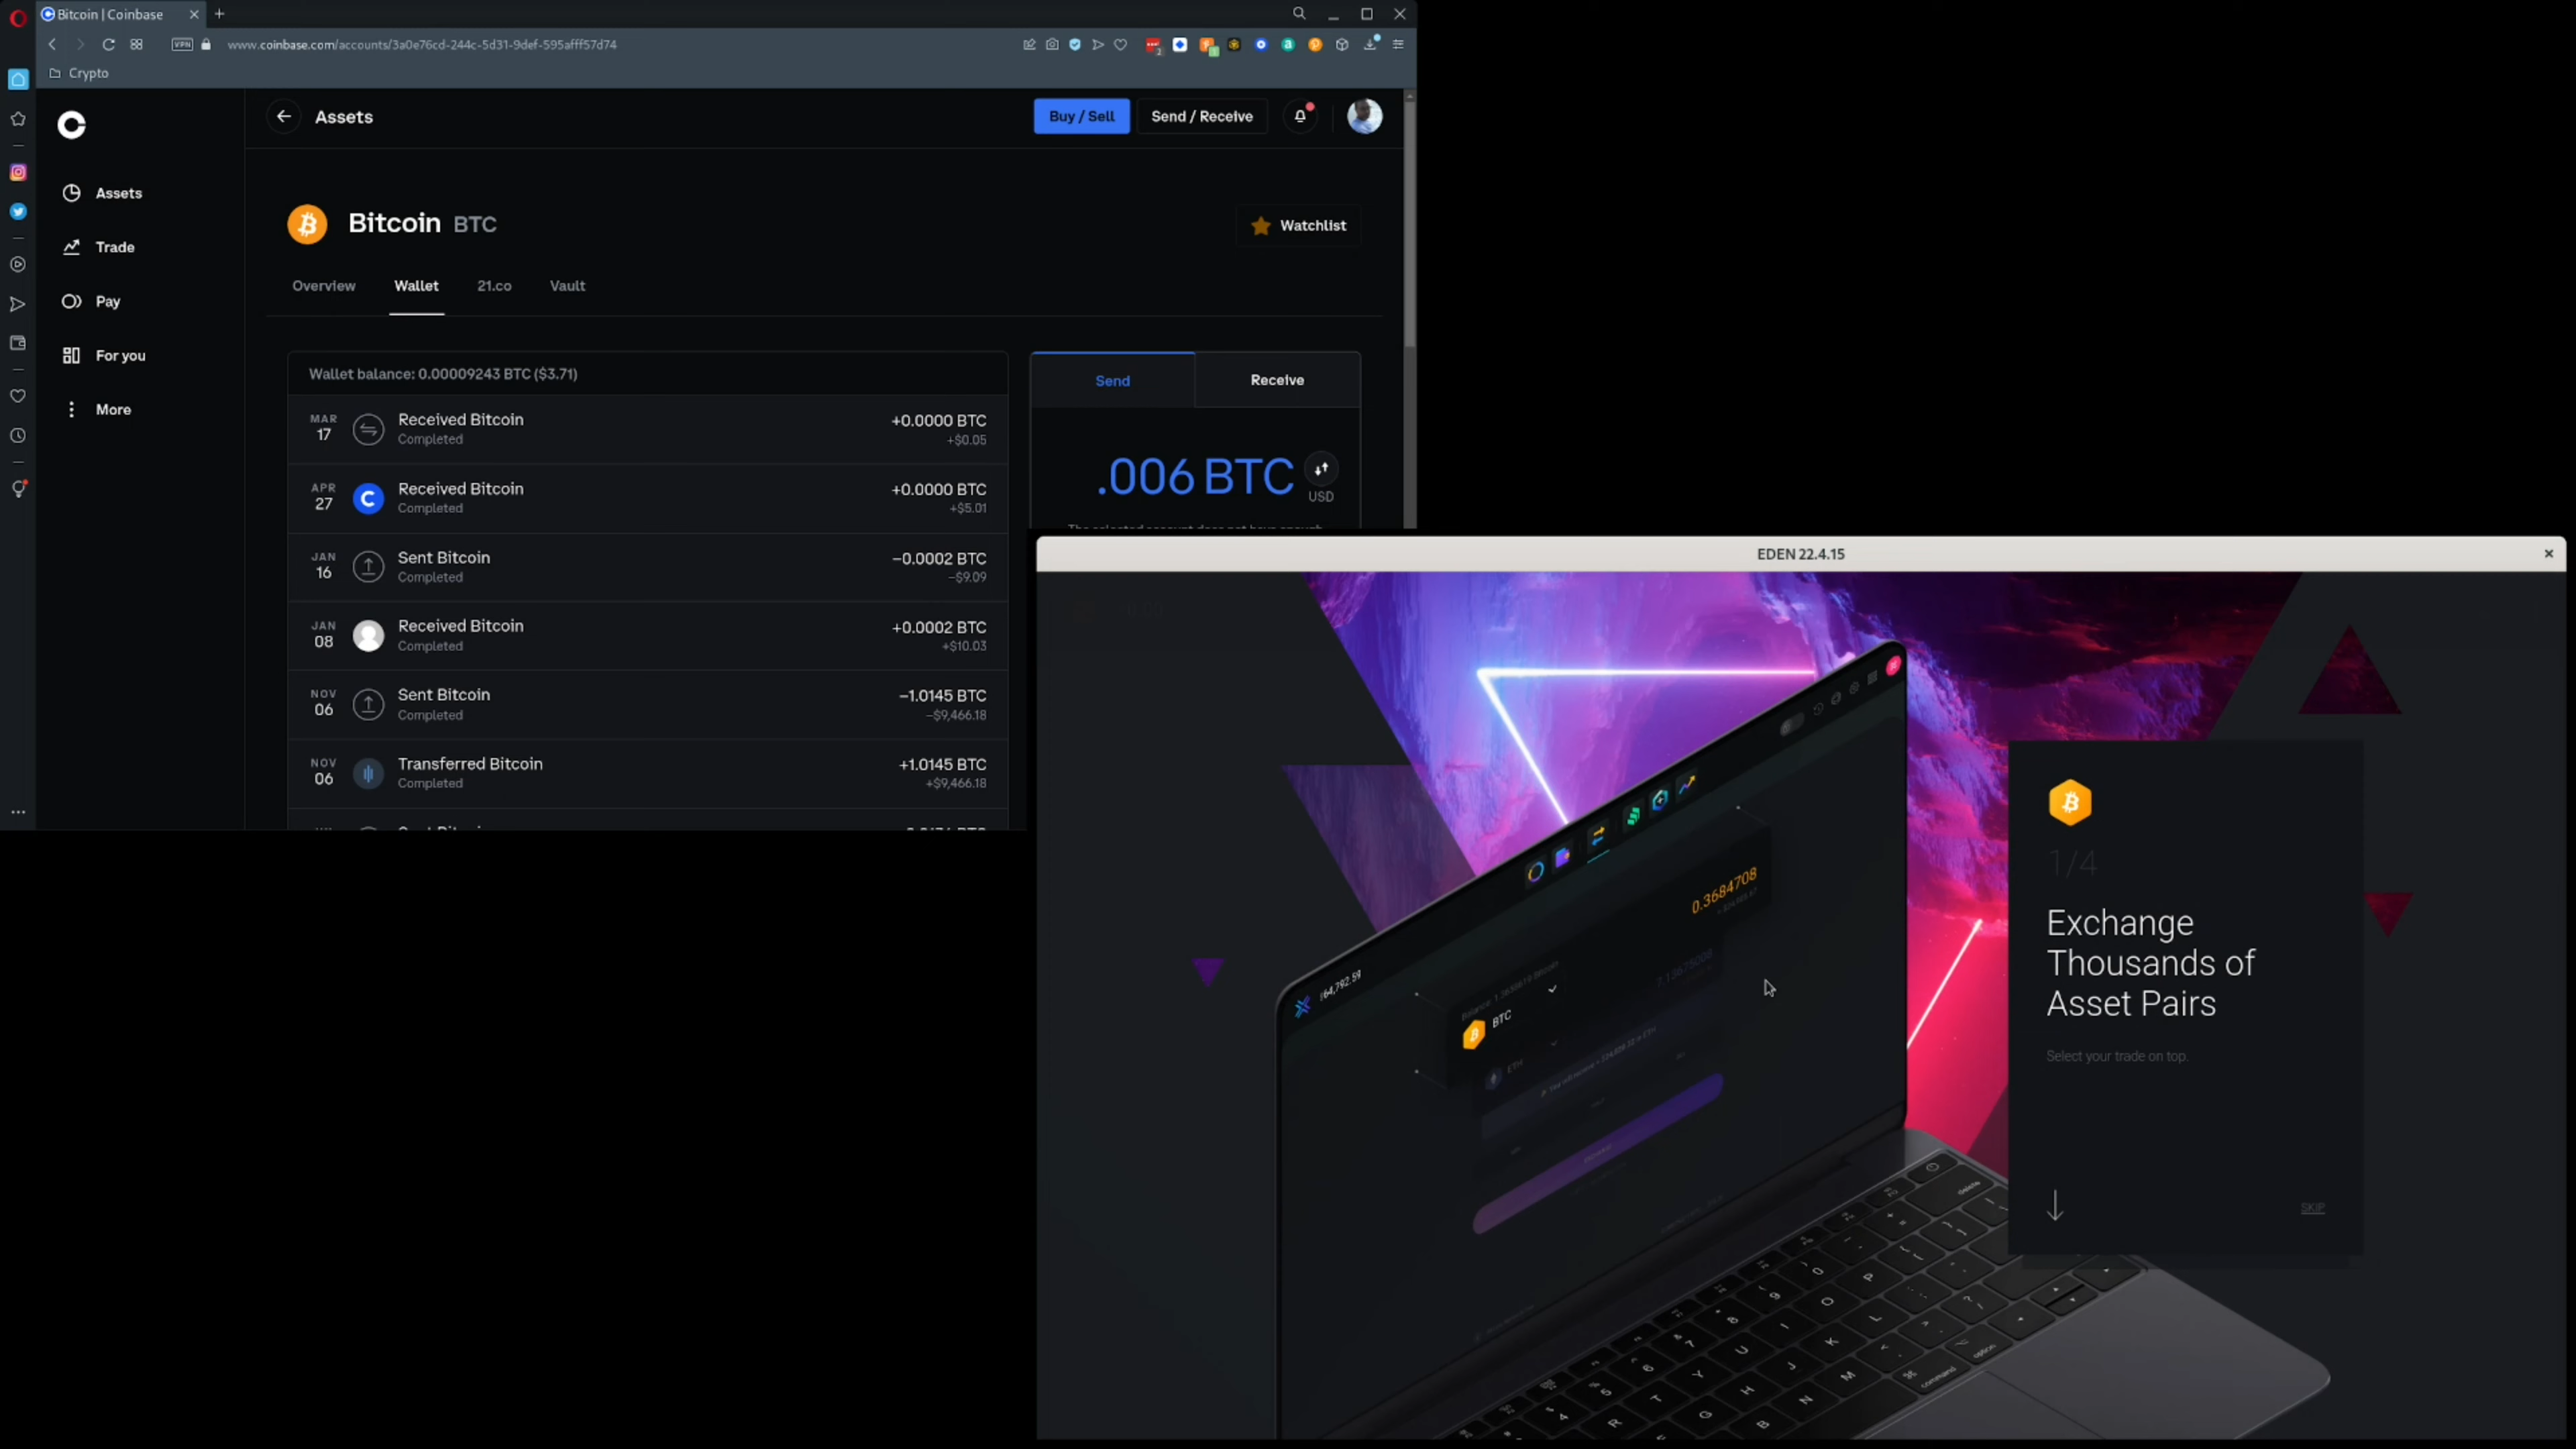 Bitcoin | Coinbase
VPN
www.coinbase.com/accounts/3a0e76cd-244c-5d31-9def-595afff57d74
Crypto
Assets
Buy / Sell
Send / Receive
Assets
Trade
Pay
For you
More
Bitcoin BTC
Watchlist
Overview
Wallet
21.co
Vault
Wallet balance: 0.00009243 BTC ($3.71)
MAR 17
Received Bitcoin
Completed
+0.0000 BTC
+$0.05
APR 27
Received Bitcoin
Completed
+0.0000 BTC
+$5.01
JAN 16
Sent Bitcoin
Completed
−0.0002 BTC
−$9.09
JAN 08
Received Bitcoin
Completed
+0.0002 BTC
+$10.03
NOV 06
Sent Bitcoin
Completed
−1.0145 BTC
−$9,466.18
NOV 06
Transferred Bitcoin
Completed
+1.0145 BTC
+$9,466.18
Send
Receive
.006 BTC
USD
EDEN 22.4.15
0.3684708
BTC
ETH
1/4
Exchange
Thousands of
Asset Pairs
Select your trade on top.
SKIP
delete
option
command